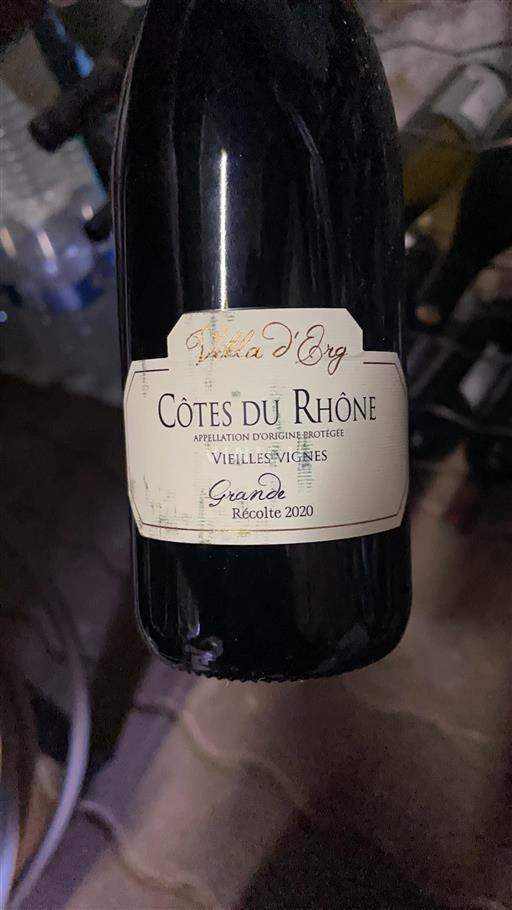 Villa d'Erg
CÔTES DU RHÔNE
APPELLATION D'ORIGINE PROTÉGÉE
VIEILLES VIGNES
Grande
Récolte 2020